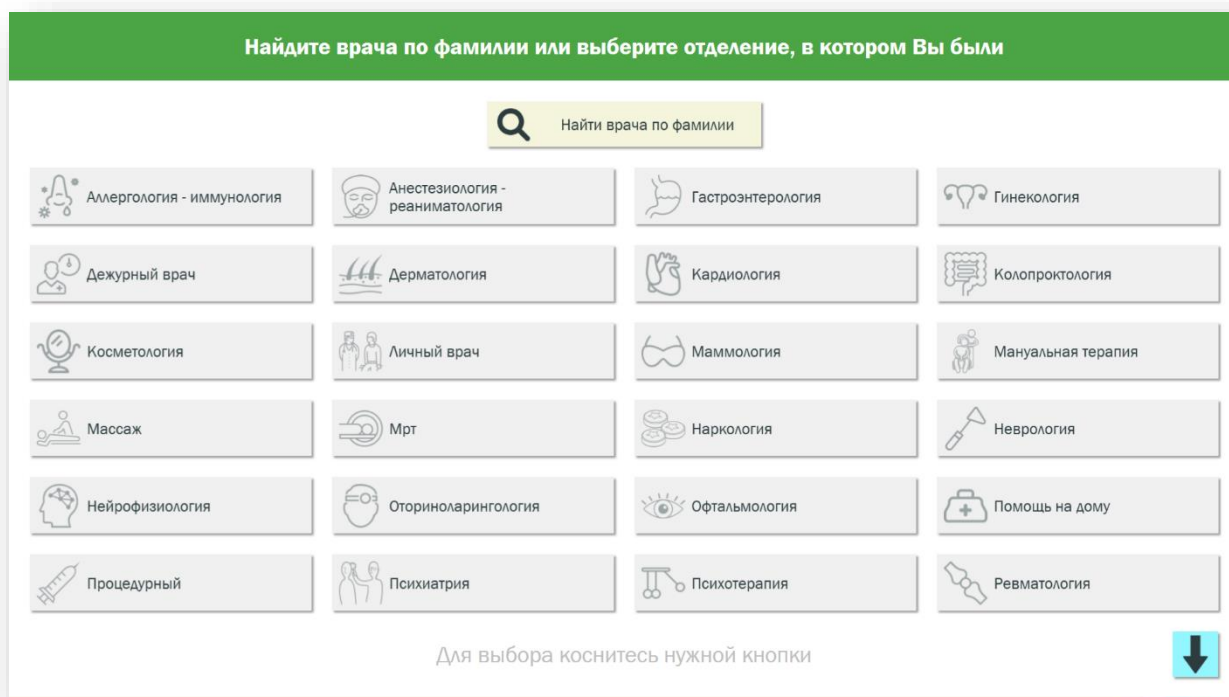 Найдите врача по фамилии или выберите отделение, в котором Вы были
Найти врача по фамилии
Аллергология - иммунология
Анестезиология -
реаниматология
Гастроэнтерология
Гинекология
Дежурный врач
Дерматология
Кардиология
Колопроктология
Косметология
Личный врач
Маммология
Мануальная терапия
Массаж
Мрт
Наркология
Неврология
Нейрофизиология
Оториноларингология
Офтальмология
Помощь на дому
Процедурный
Психиатрия
Психотерапия
Ревматология
Для выбора коснитесь нужной кнопки